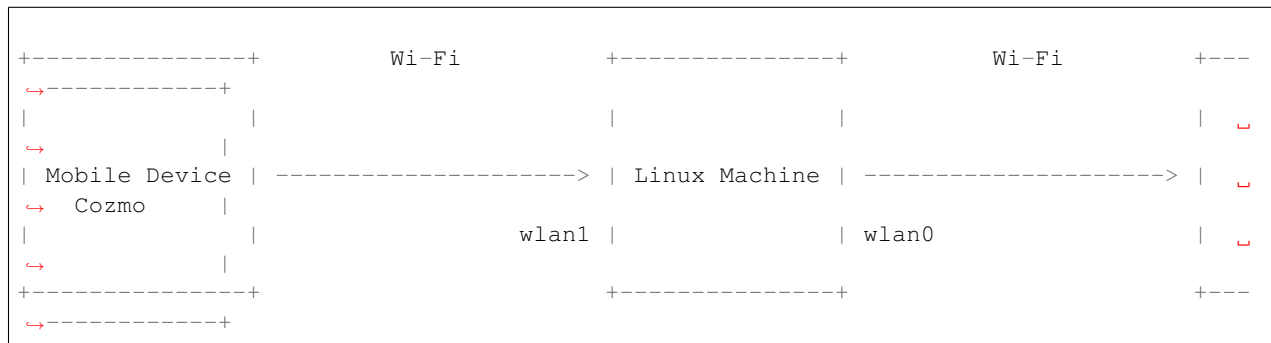 +---------------+         Wi-Fi            +---------------+            Wi-Fi         +---
↪------------+
|               |                          |               |                          |  ␣
↪            |
| Mobile Device | ---------------------> | Linux Machine | ---------------------> |  ␣
↪   Cozmo      |
|               |                   wlan1 |               | wlan0                    |  ␣
↪            |
+---------------+                          +---------------+                          +---
↪------------+